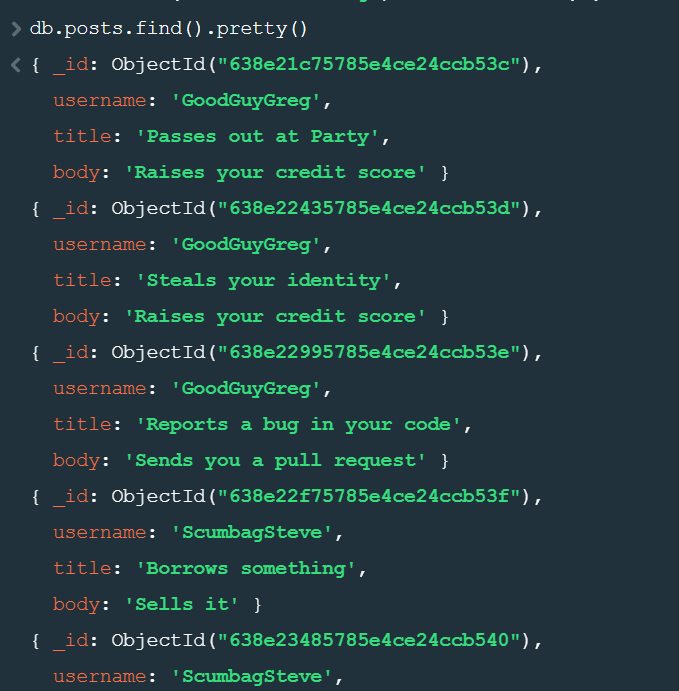 db.posts.find().pretty()
{ _id: ObjectId("638e21c75785e4ce24ccb53c"),
username: 'GoodGuyGreg',
title: 'Passes out at Party',
body: 'Raises your credit score' }
{ _id: ObjectId("638e22435785e4ce24ccb53d"),
username: 'GoodGuyGreg',
title: 'Steals your identity',
body: 'Raises your credit score' }
{ _id: ObjectId("638e22995785e4ce24ccb53e"),
username: 'GoodGuyGreg',
title: 'Reports a bug in your code',
body: 'Sends you a pull request' }
{ _id: ObjectId("638e22f75785e4ce24ccb53f"),
username: 'ScumbagSteve',
title: 'Borrows something',
body: 'Sells it' }
{ _id: ObjectId("638e23485785e4ce24ccb540"),
username: 'ScumbagSteve',